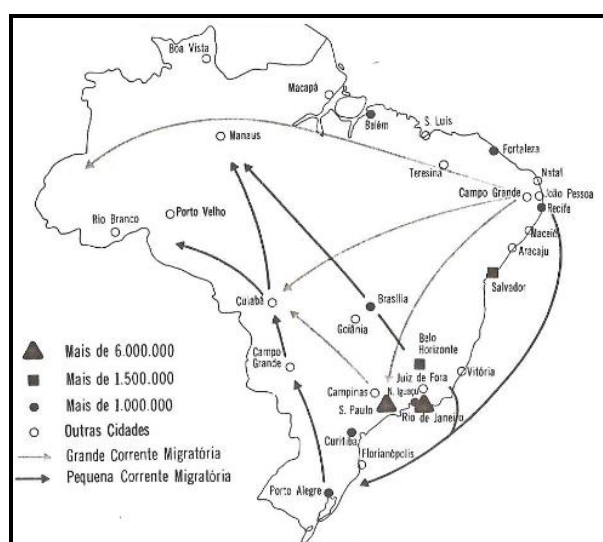 Boa Vista
Macapá
Belém
S. Luís
Fortaleza
Manaus
Teresina
Natal
Campo Grande
João Pessoa
Recife
Porto Velho
Rio Branco
Maceió
Aracaju
Salvador
Cuiabá
Brasília
Goiânia
Belo
Horizonte
Campo
Grande
Juiz de Fora
Vitória
Campinas
N. Iguaçu
S. Paulo
Rio de Janeiro
Curitiba
Florianópolis
Porto Alegre
Mais de 6.000.000
Mais de 1.500.000
Mais de 1.000.000
Outras Cidades
Grande Corrente Migratória
Pequena Corrente Migratória